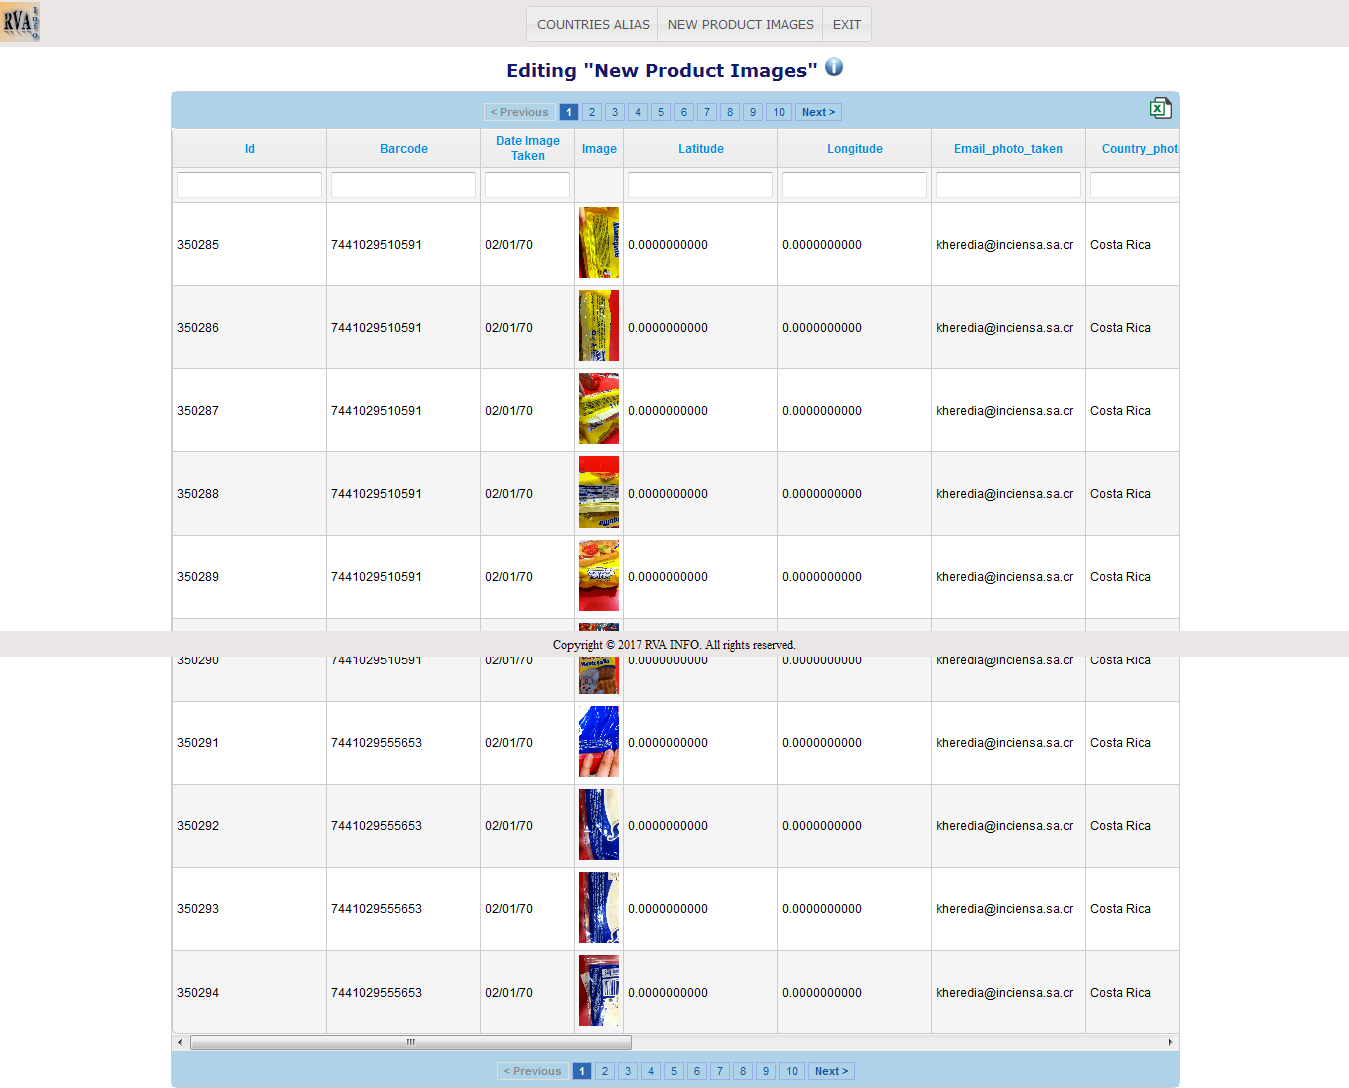 RVA Info
COUNTRIES ALIAS NEW PRODUCT IMAGES EXIT
Editing "New Product Images"
< Previous 1 2 3 4 5 6 7 8 9 10 Next >
Id Barcode Date Image Taken Image Latitude Longitude Email_photo_taken Country_phot
350285 7441029510591 02/01/70 0.0000000000 0.0000000000 kheredia@inciensa.sa.cr Costa Rica
350286 7441029510591 02/01/70 0.0000000000 0.0000000000 kheredia@inciensa.sa.cr Costa Rica
350287 7441029510591 02/01/70 0.0000000000 0.0000000000 kheredia@inciensa.sa.cr Costa Rica
350288 7441029510591 02/01/70 0.0000000000 0.0000000000 kheredia@inciensa.sa.cr Costa Rica
350289 7441029510591 02/01/70 0.0000000000 0.0000000000 kheredia@inciensa.sa.cr Costa Rica
Copyright © 2017 RVA INFO. All rights reserved.
350290 7441029510591 02/01/70 0.0000000000 0.0000000000 kheredia@inciensa.sa.cr Costa Rica
350291 7441029555653 02/01/70 0.0000000000 0.0000000000 kheredia@inciensa.sa.cr Costa Rica
350292 7441029555653 02/01/70 0.0000000000 0.0000000000 kheredia@inciensa.sa.cr Costa Rica
350293 7441029555653 02/01/70 0.0000000000 0.0000000000 kheredia@inciensa.sa.cr Costa Rica
350294 7441029555653 02/01/70 0.0000000000 0.0000000000 kheredia@inciensa.sa.cr Costa Rica
< Previous 1 2 3 4 5 6 7 8 9 10 Next >